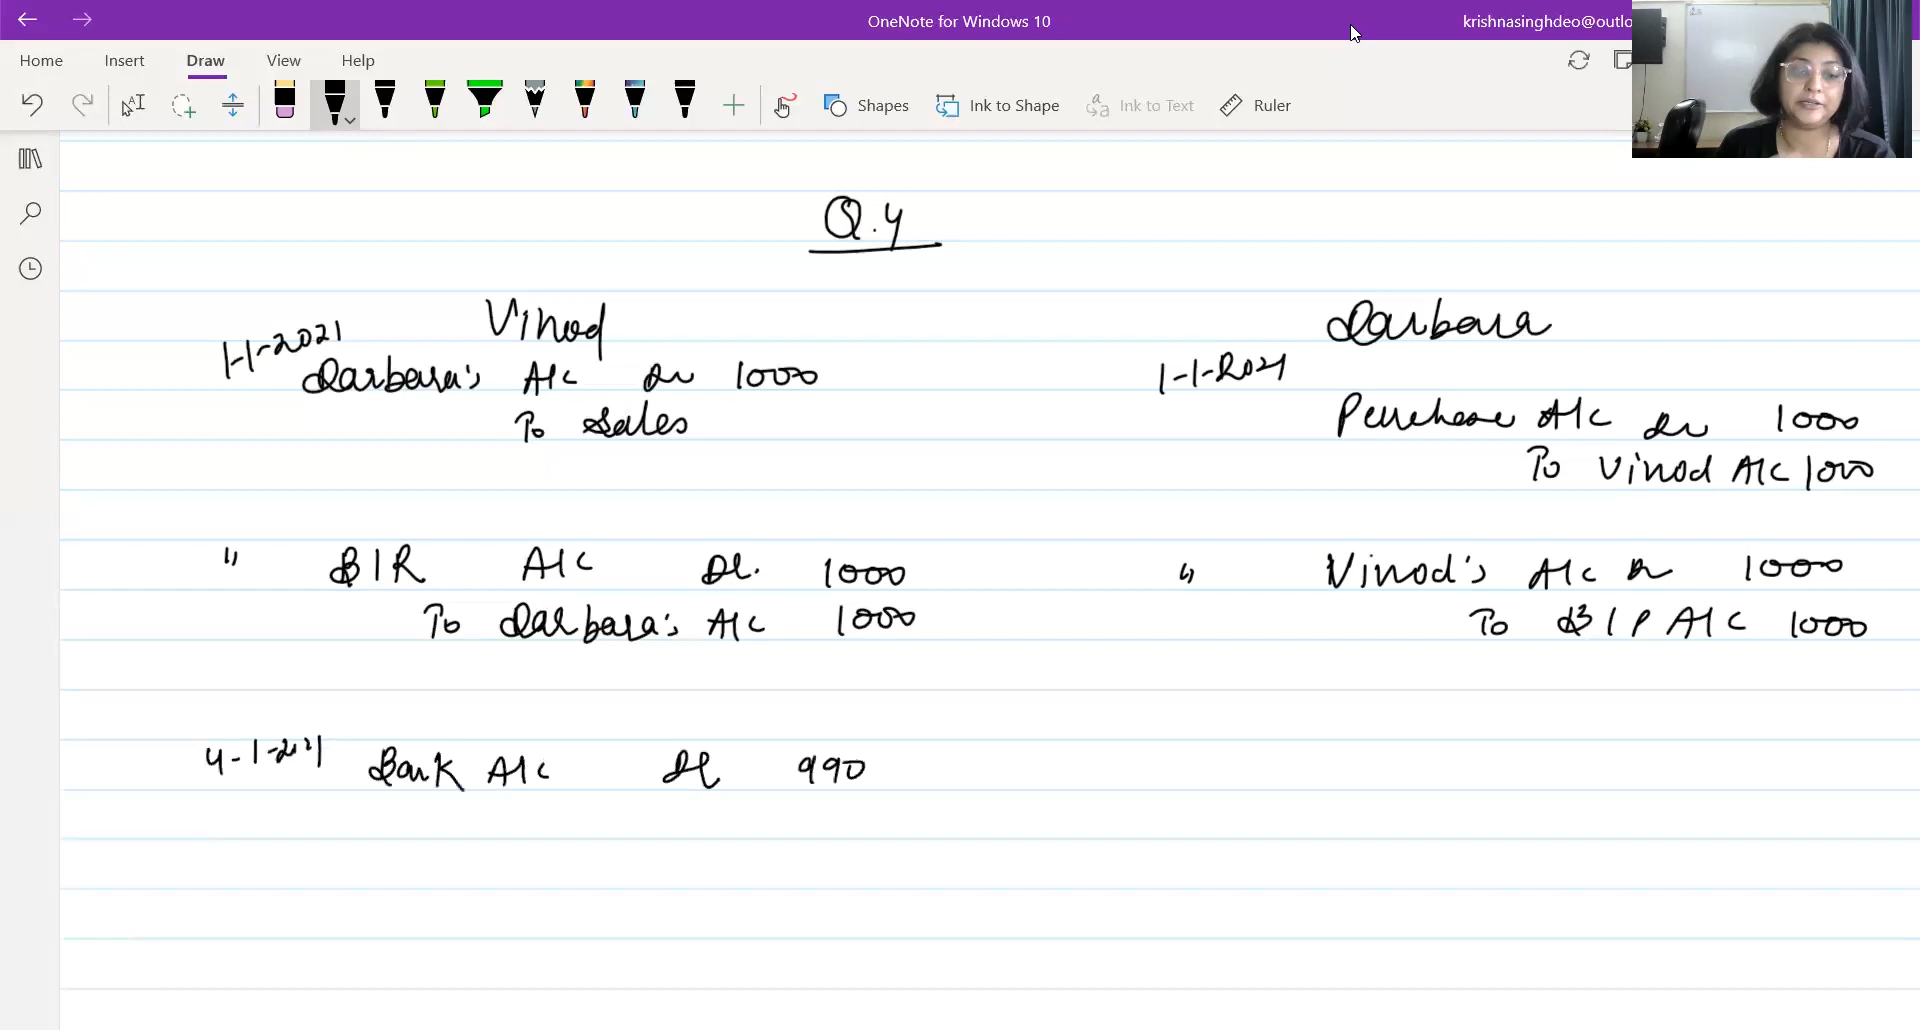 OneNote for Windows 10
krishnasinghdeo@outlo
Home Insert Draw View Help
Shapes Ink to Shape Ink to Text Ruler
Q.4
Vinod
1-1-2021
Darbara's A/c Dr 1000
To Sales
" B/R A/c Dr. 1000
To Darbara's A/c 1000
4-1-2021 Bank A/c Dr 990
Darbara
1-1-2021
Purchase A/c Dr 1000
To Vinod A/c 1000
" Vinod's A/c Dr 1000
To B/P A/c 1000